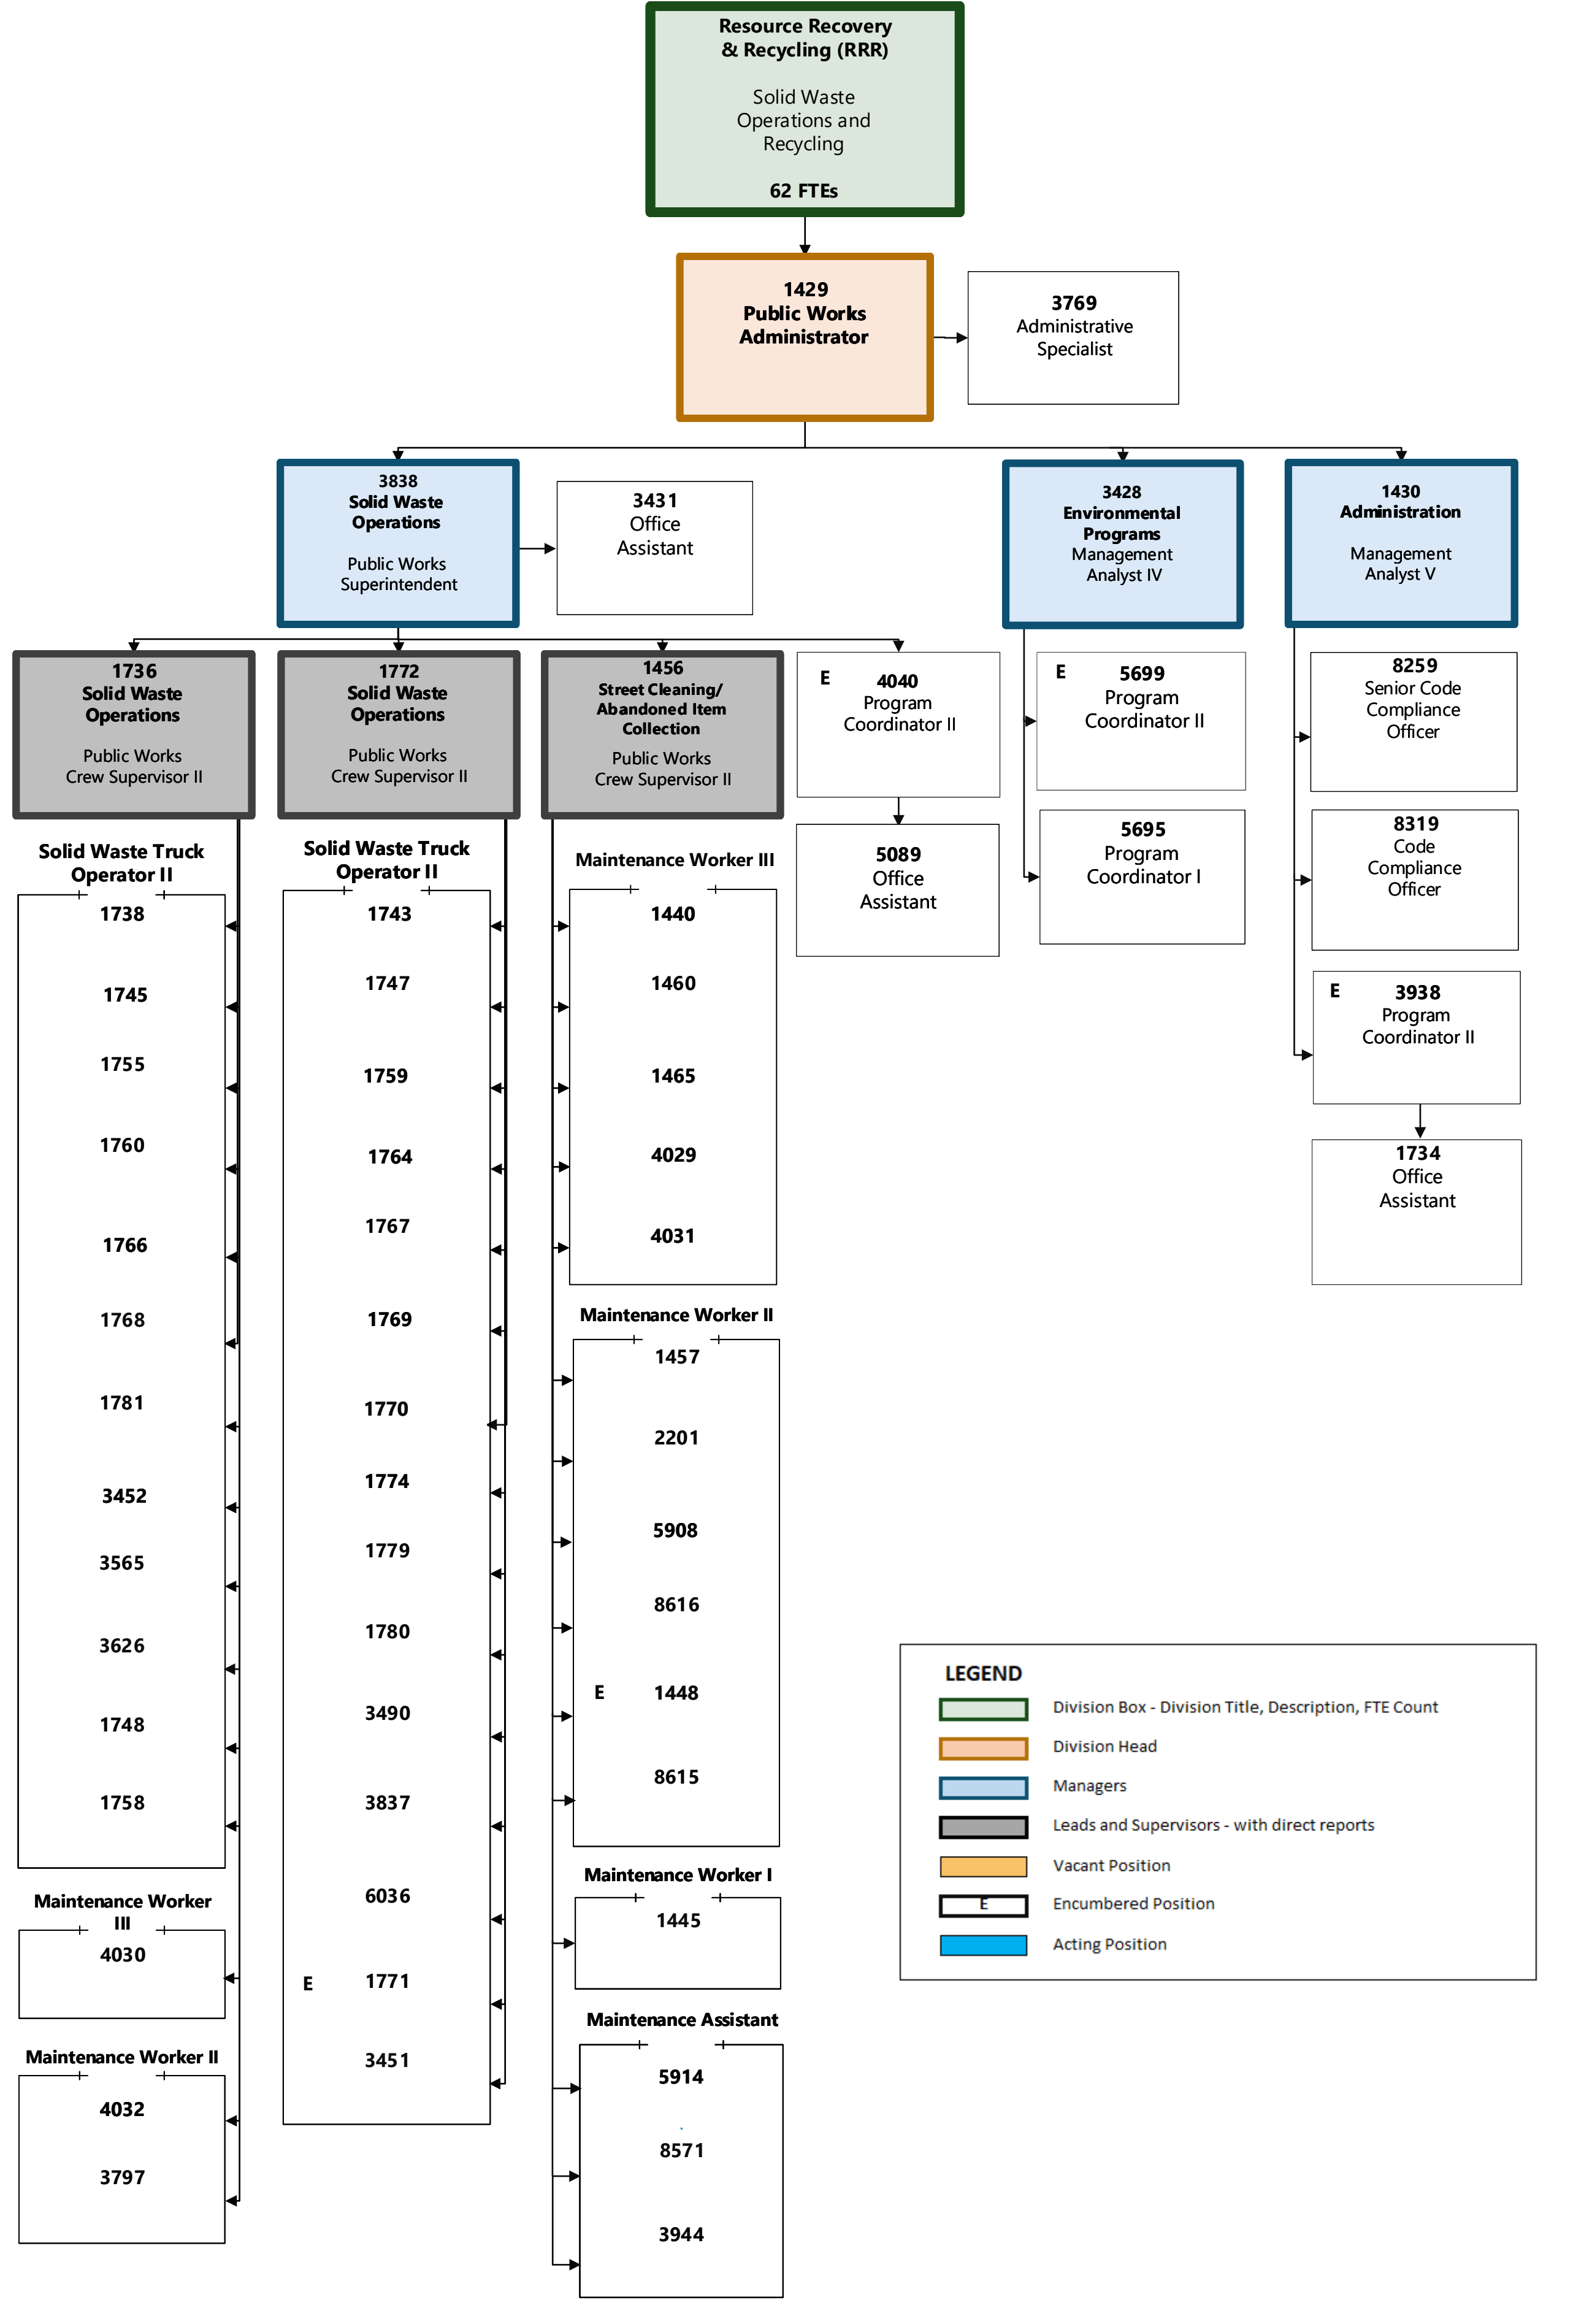 Resource Recovery
& Recycling (RRR)
Solid Waste
Operations and
Recycling
62 FTEs
1429
Public Works
Administrator
3769
Administrative
Specialist
3838
Solid Waste
Operations
Public Works
Superintendent
3431
Office
Assistant
3428
Environmental
Programs
Management
Analyst IV
1430
Administration
Management
Analyst V
1736
Solid Waste
Operations
Public Works
Crew Supervisor II
1772
Solid Waste
Operations
Public Works
Crew Supervisor II
1456
Street Cleaning/
Abandoned Item
Collection
Public Works
Crew Supervisor II
E 4040
Program
Coordinator II
5089
Office
Assistant
E 5699
Program
Coordinator II
5695
Program
Coordinator I
8259
Senior Code
Compliance
Officer
8319
Code
Compliance
Officer
E 3938
Program
Coordinator II
1734
Office
Assistant
Solid Waste Truck
Operator II
1738
1745
1755
1760
1766
1768
1781
3452
3565
3626
1748
1758
Maintenance Worker
III
4030
Maintenance Worker II
4032
3797
Solid Waste Truck
Operator II
1743
1747
1759
1764
1767
1769
1770
1774
1779
1780
3490
3837
6036
E 1771
3451
Maintenance Worker III
1440
1460
1465
4029
4031
Maintenance Worker II
1457
2201
5908
8616
E 1448
8615
Maintenance Worker I
1445
Maintenance Assistant
5914
8571
3944
LEGEND
Division Box - Division Title, Description, FTE Count
Division Head
Managers
Leads and Supervisors - with direct reports
Vacant Position
E Encumbered Position
Acting Position